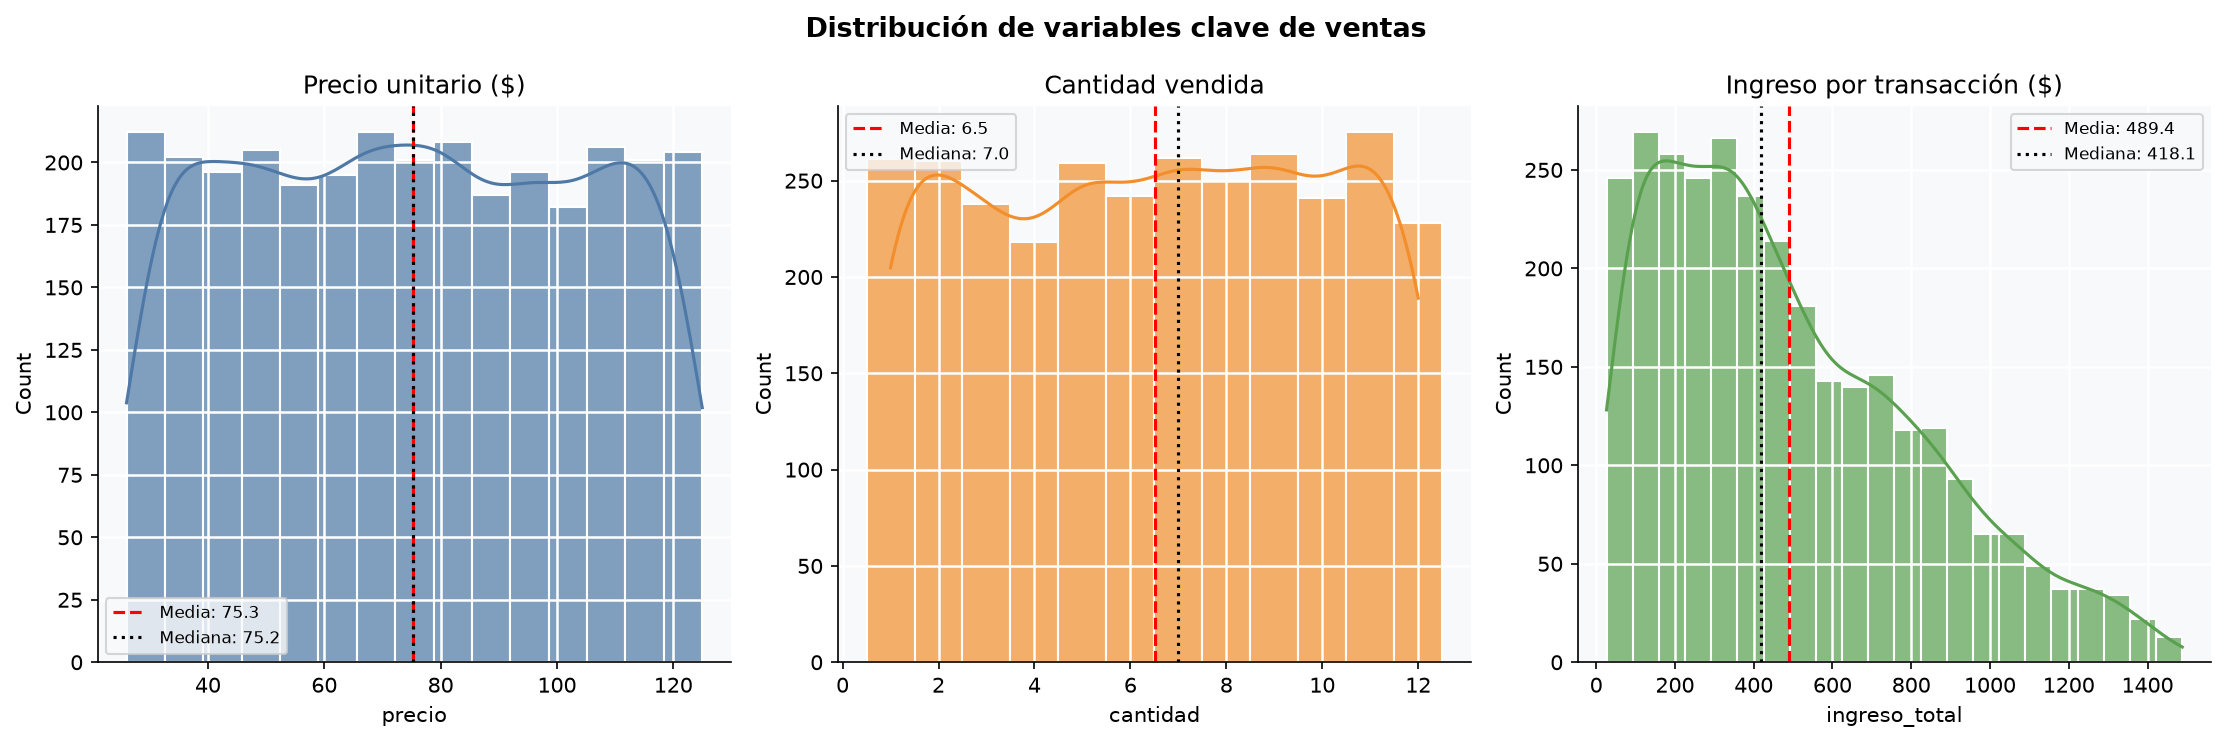 Distribución de variables clave de ventas
Precio unitario ($)
Count
200
175
150
125
100
75
50
25
0
Media: 75.3
Mediana: 75.2
40 60 80 100 120
precio
Cantidad vendida
Media: 6.5
Mediana: 7.0
Count
250
200
150
100
50
0
0 2 4 6 8 10 12
cantidad
Ingreso por transacción ($)
Media: 489.4
Mediana: 418.1
Count
250
200
150
100
50
0
0 200 400 600 800 1000 1200 1400
ingreso_total